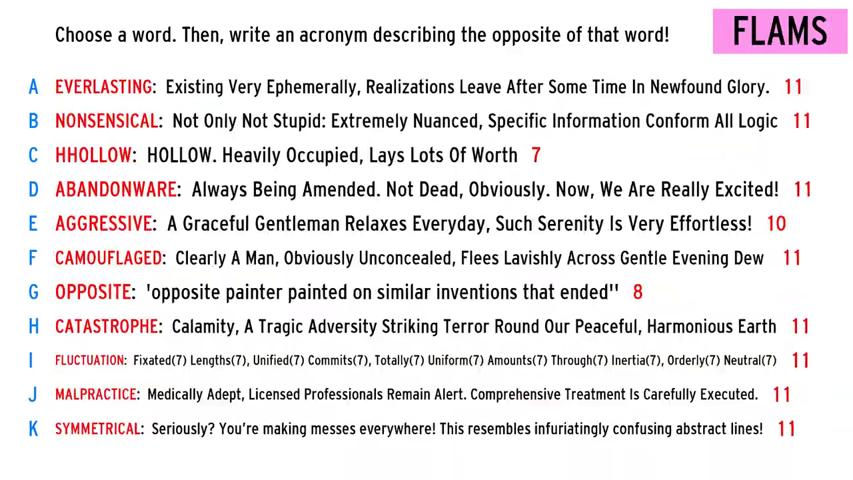 Choose a word. Then, write an acronym describing the opposite of that word!
FLAMS
A EVERLASTING: Existing Very Ephemerally, Realizations Leave After Some Time In Newfound Glory. 11
B NONSENSICAL: Not Only Not Stupid: Extremely Nuanced, Specific Information Conform All Logic 11
C HHOLLOW: HOLLOW. Heavily Occupied, Lays Lots Of Worth 7
D ABANDONWARE: Always Being Amended. Not Dead, Obviously. Now, We Are Really Excited! 11
E AGGRESSIVE: A Graceful Gentleman Relaxes Everyday, Such Serenity Is Very Effortless! 10
F CAMOUFLAGED: Clearly A Man, Obviously Unconcealed, Flees Lavishly Across Gentle Evening Dew 11
G OPPOSITE: 'opposite painter painted on similar inventions that ended'' 8
H CATASTROPHE: Calamity, A Tragic Adversity Striking Terror Round Our Peaceful, Harmonious Earth 11
I FLUCTUATION: Fixated(7) Lengths(7), Unified(7) Commits(7), Totally(7) Uniform(7) Amounts(7) Through(7) Inertia(7), Orderly(7) Neutral(7) 11
J MALPRACTICE: Medically Adept, Licensed Professionals Remain Alert. Comprehensive Treatment Is Carefully Executed. 11
K SYMMETRICAL: Seriously? You're making messes everywhere! This resembles infuriatingly confusing abstract lines! 11